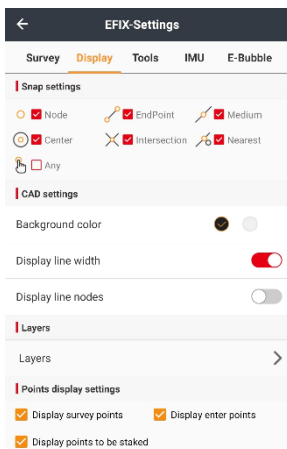 EFIX-Settings
Survey Display Tools IMU E-Bubble
Snap settings
Node EndPoint Medium
Center Intersection Nearest
Any
CAD settings
Background color
Display line width
Display line nodes
Layers
Layers
Points display settings
Display survey points Display enter points
Display points to be staked